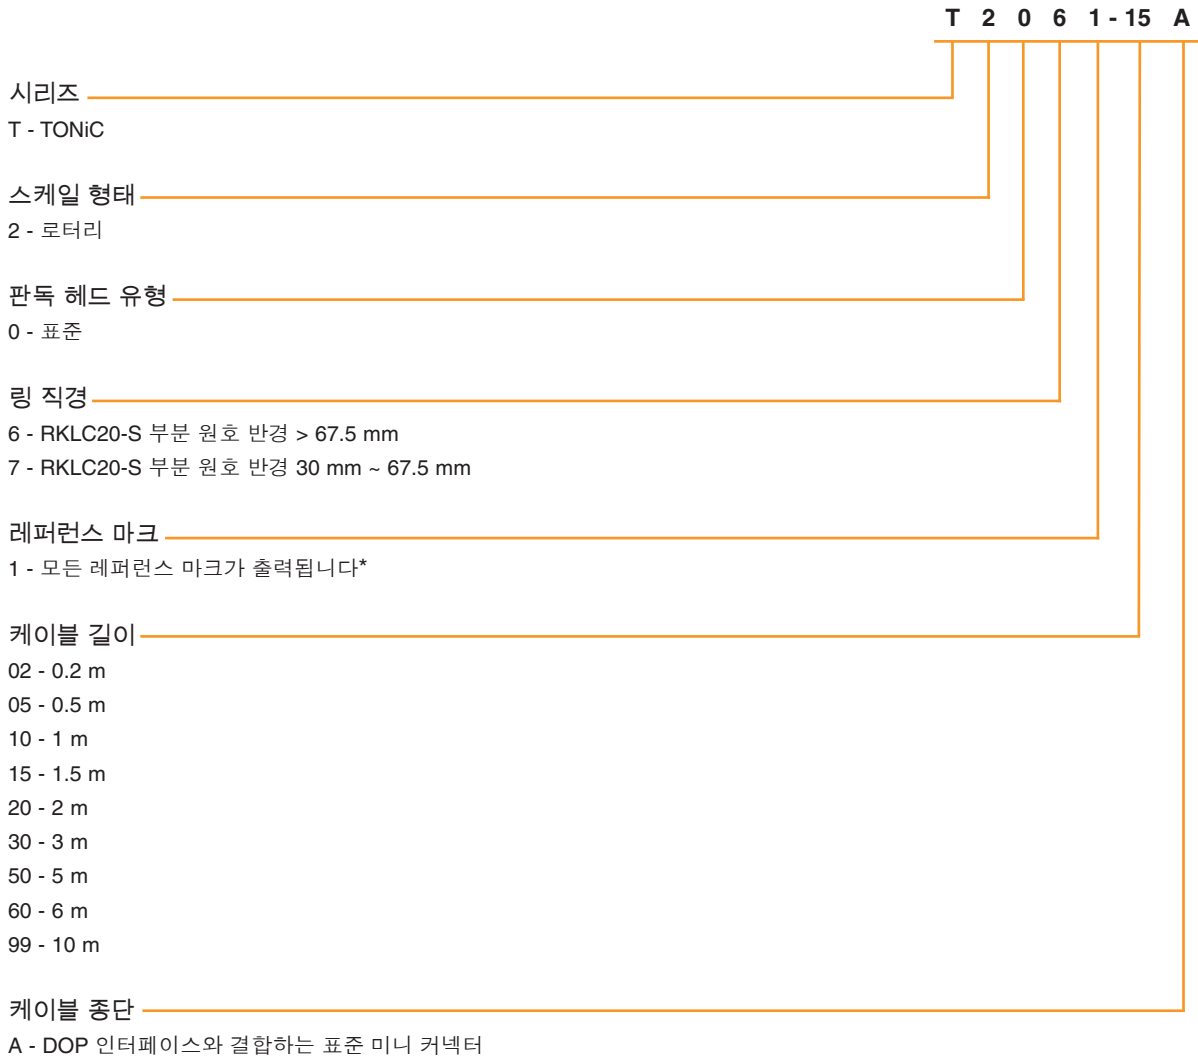 T 2 0 6 1 - 15 A
시리즈
T - TONiC
스케일 형태
2 - 로터리
판독 헤드 유형
0 - 표준
링 직경
6 - RKLC20-S 부분 원호 반경 > 67.5 mm
7 - RKLC20-S 부분 원호 반경 30 mm ~ 67.5 mm
레퍼런스 마크
1 - 모든 레퍼런스 마크가 출력됩니다*
케이블 길이
02 - 0.2 m
05 - 0.5 m
10 - 1 m
15 - 1.5 m
20 - 2 m
30 - 3 m
50 - 5 m
60 - 6 m
99 - 10 m
케이블 종단
A - DOP 인터페이스와 결합하는 표준 미니 커넥터